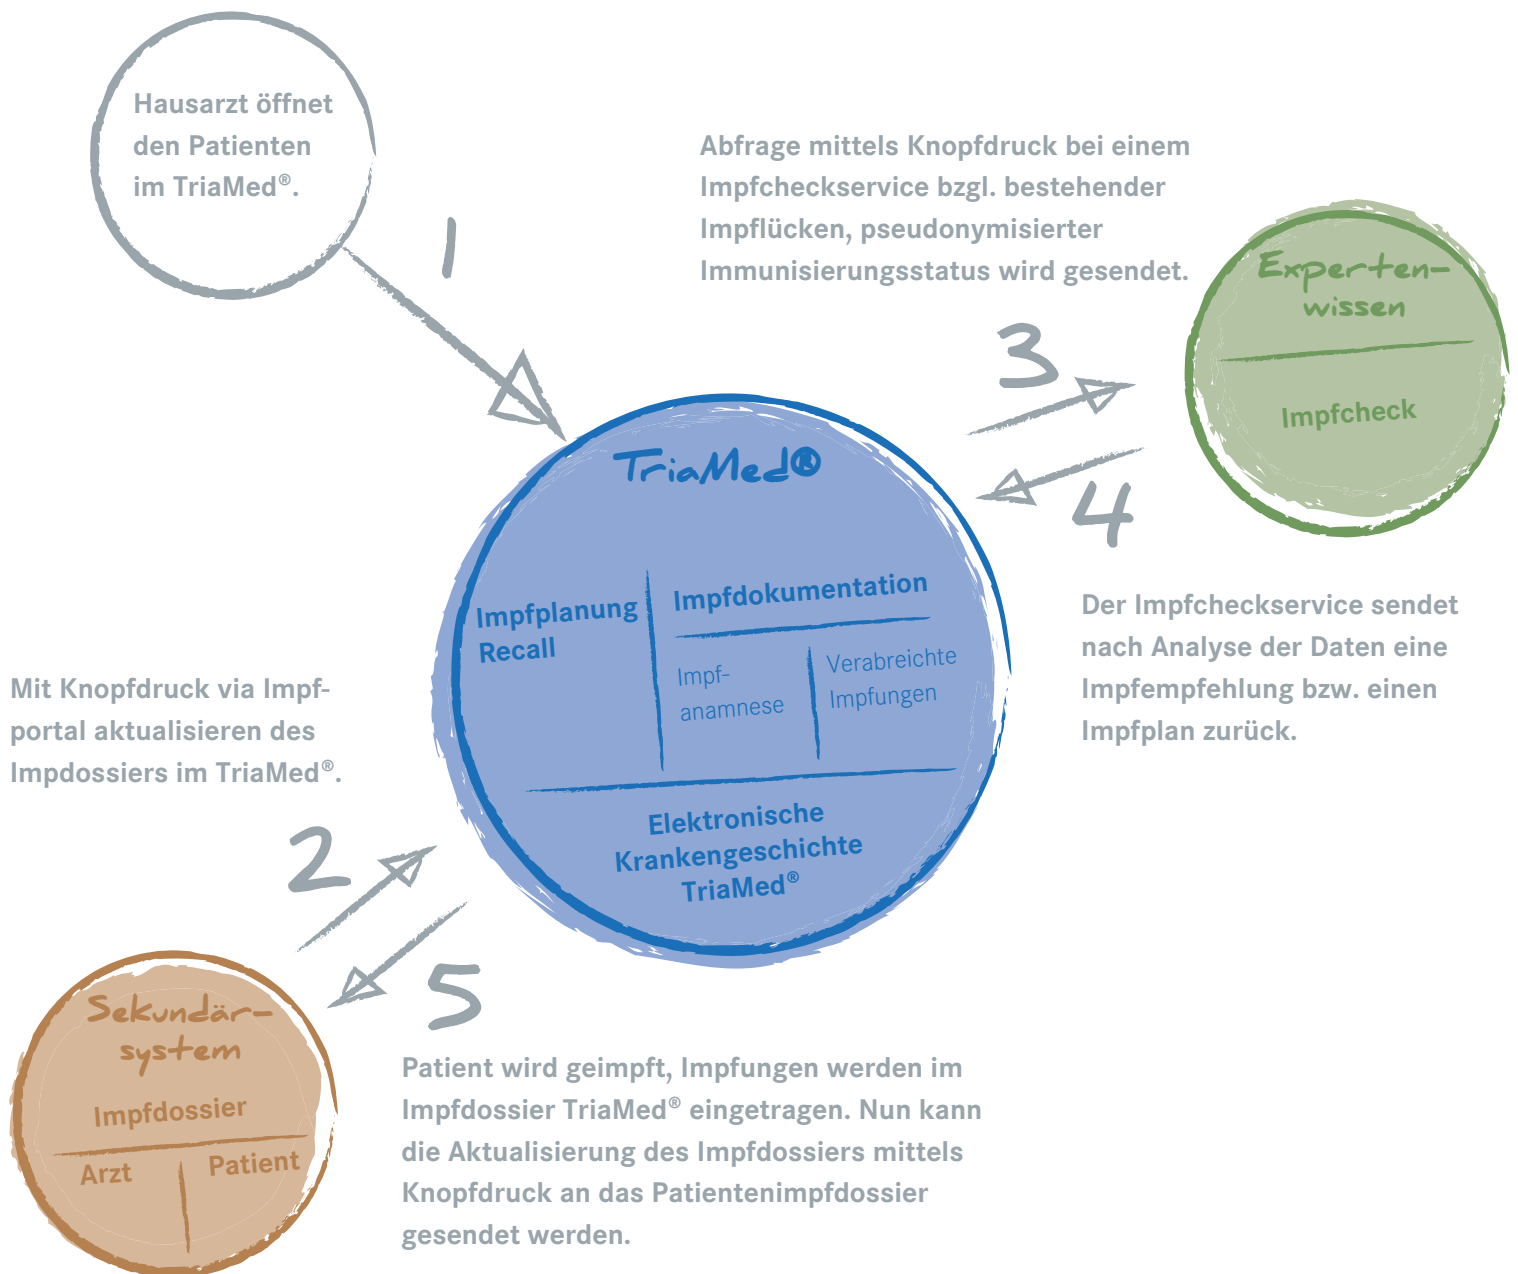 Hausarzt öffnet
den Patienten
im TriaMed®.
1
Abfrage mittels Knopfdruck bei einem
Impfcheckservice bzgl. bestehender
Impflücken, pseudonymisierter
Immunisierungsstatus wird gesendet.
3
Experten-
wissen
Impfcheck
4
Der Impfcheckservice sendet
nach Analyse der Daten eine
Impfempfehlung bzw. einen
Impfplan zurück.
TriaMed®
Impfplanung
Recall
Impfdokumentation
Impf-
anamnese
Verabreichte
Impfungen
Elektronische
Krankengeschichte
TriaMed®
Mit Knopfdruck via Impf-
portal aktualisieren des
Impdossiers im TriaMed®.
2
5
Sekundär-
system
Impfdossier
Arzt
Patient
Patient wird geimpft, Impfungen werden im
Impfdossier TriaMed® eingetragen. Nun kann
die Aktualisierung des Impfdossiers mittels
Knopfdruck an das Patientenimpfdossier
gesendet werden.